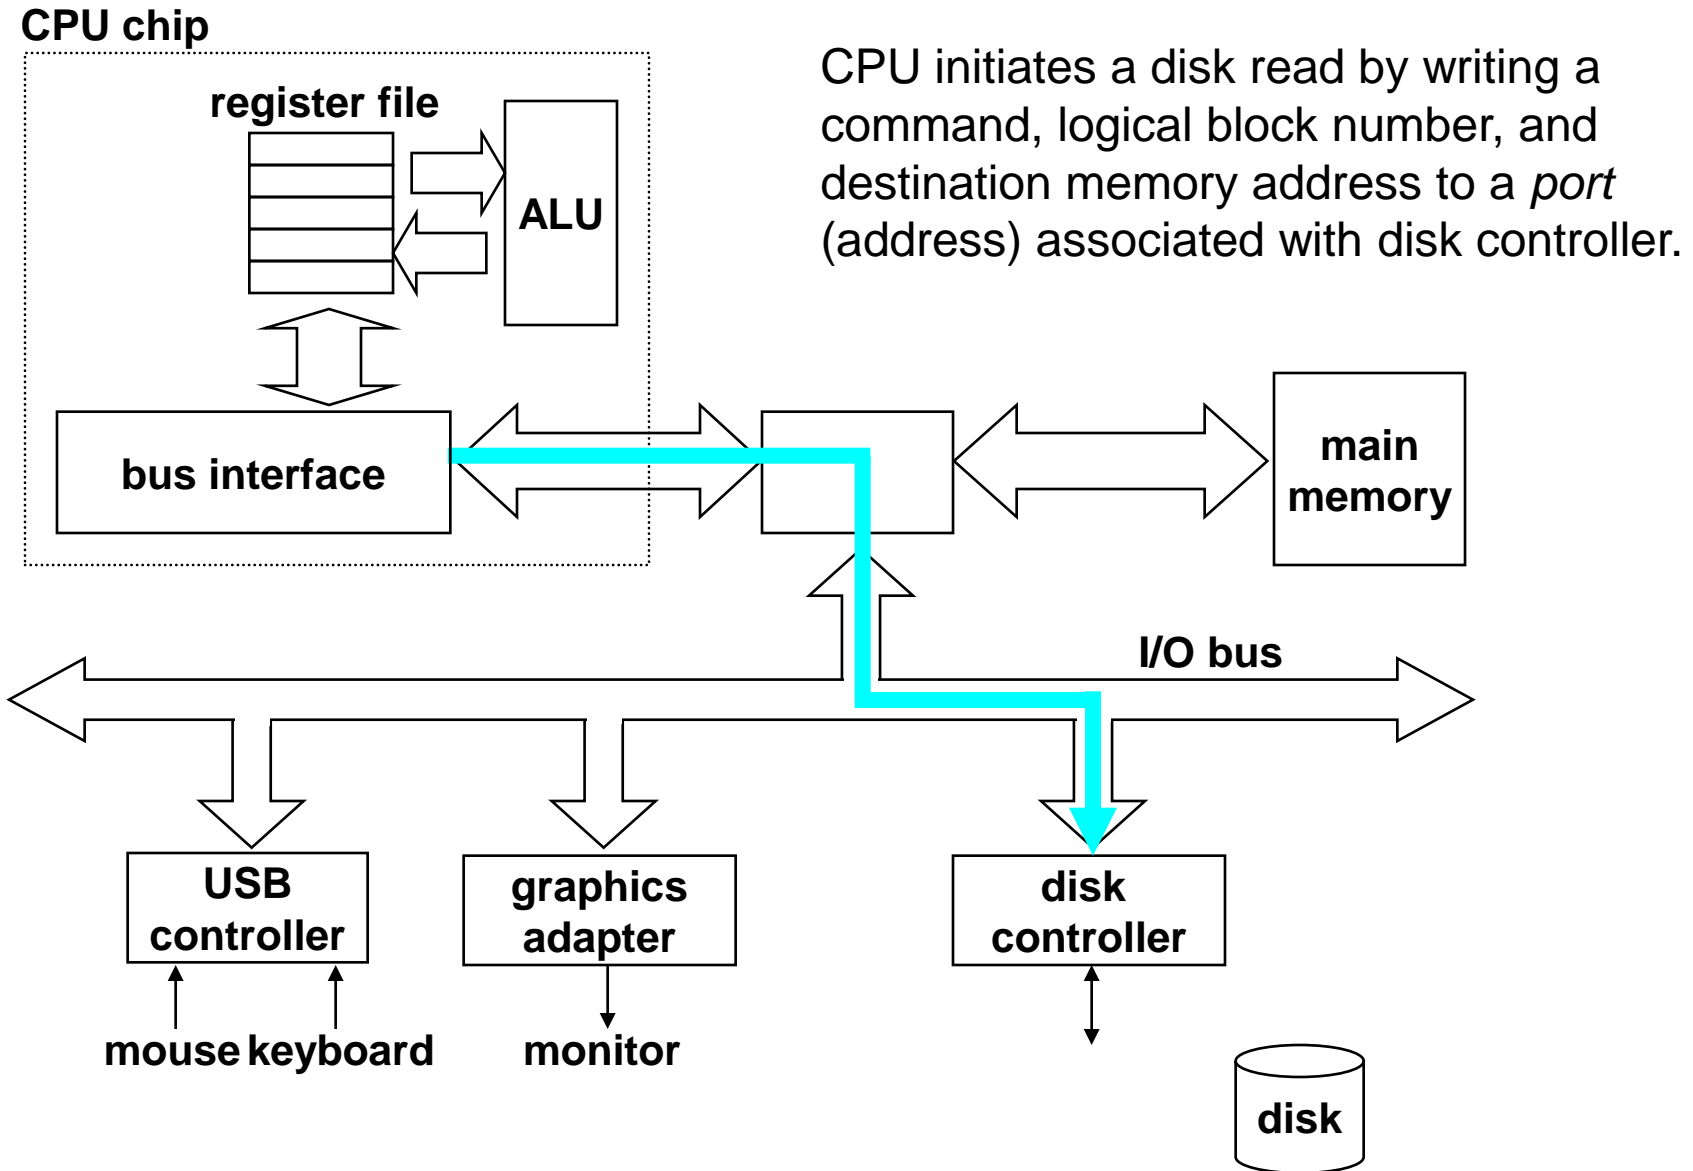 CPU chip
CPU initiates a disk read by writing a
command, logical block number, and
destination memory address to a port
(address) associated with disk controller.
register file
ALU
bus interface
main
memory
I/O bus
USB
controller
graphics
adapter
disk
controller
mouse keyboard
monitor
disk